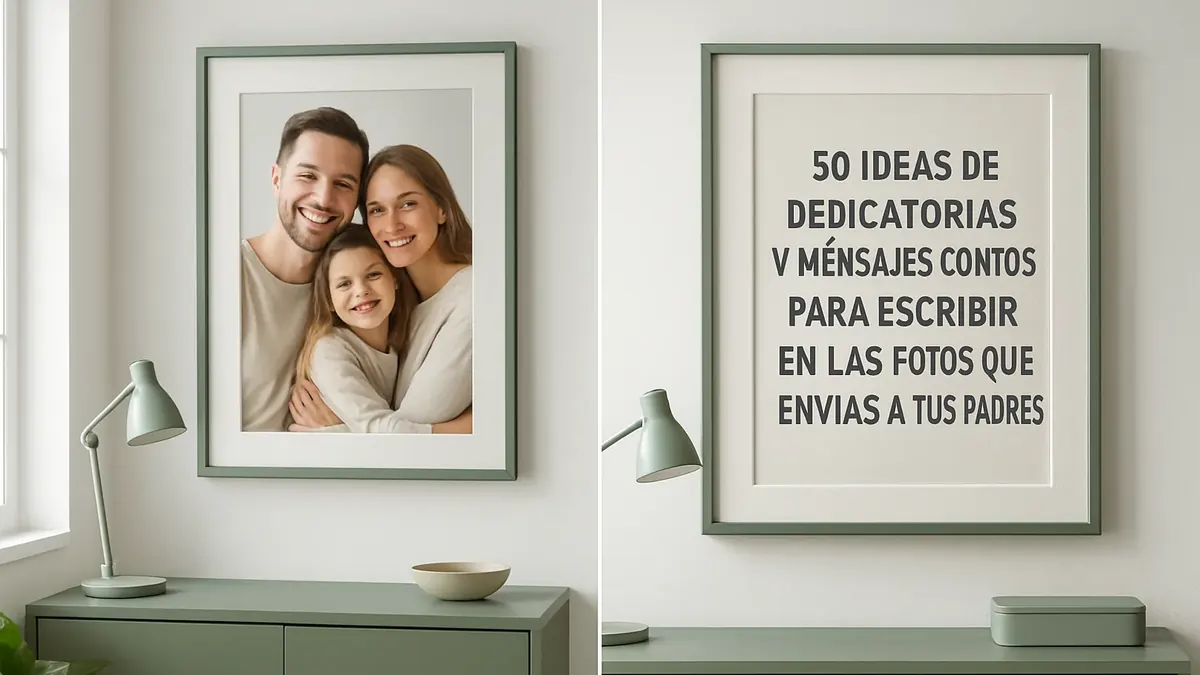 50 IDEAS DE
DEDICATORIAS
V MÉNSAJES CONTOS
PARA ESCRIBIR
EN LAS FOTOS QUE
ENVIAS A TUS PADRES